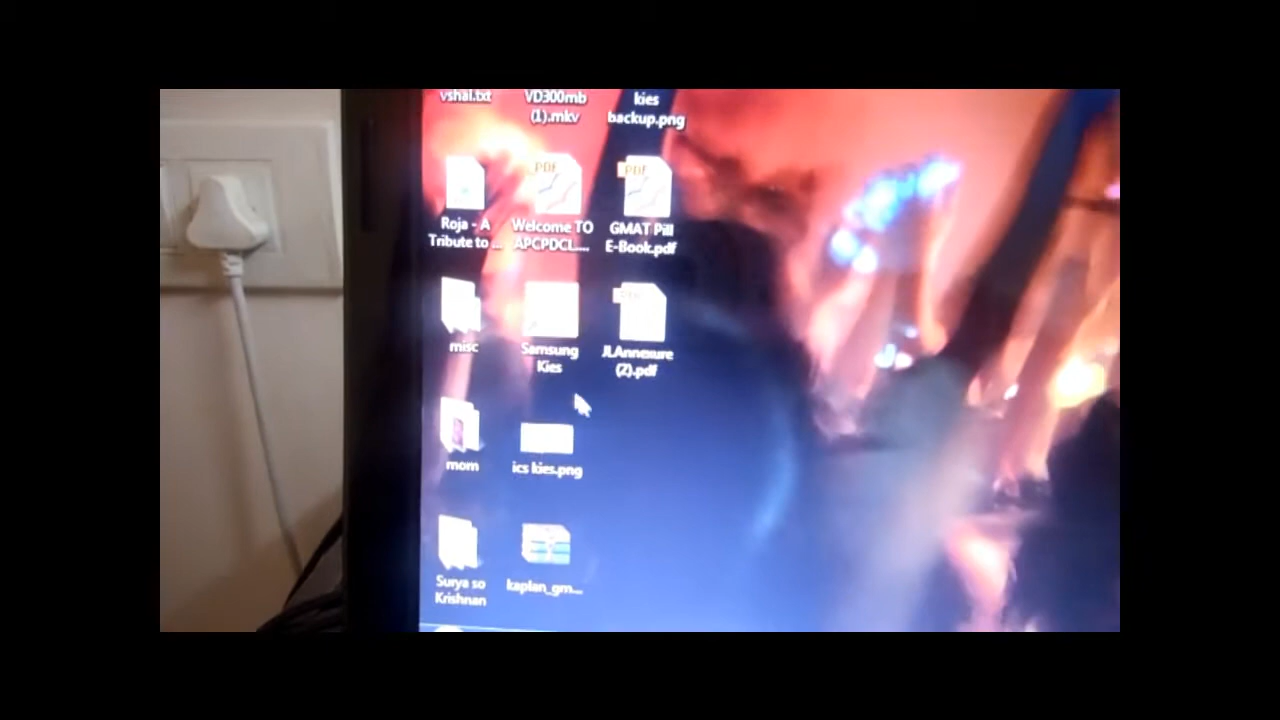 vshal.txt
VD300mb
(1).mkv
kies
backup.png
Roja - A
Tribute to ...
PDF
Welcome TO
APCPDCL....
PDF
GMAT Pill
E-Book.pdf
misc
Samsung
Kies
PDF
JLAnnexure
(2).pdf
mom
ics kies.png
Surya so
Krishnan
kaplan_gm...